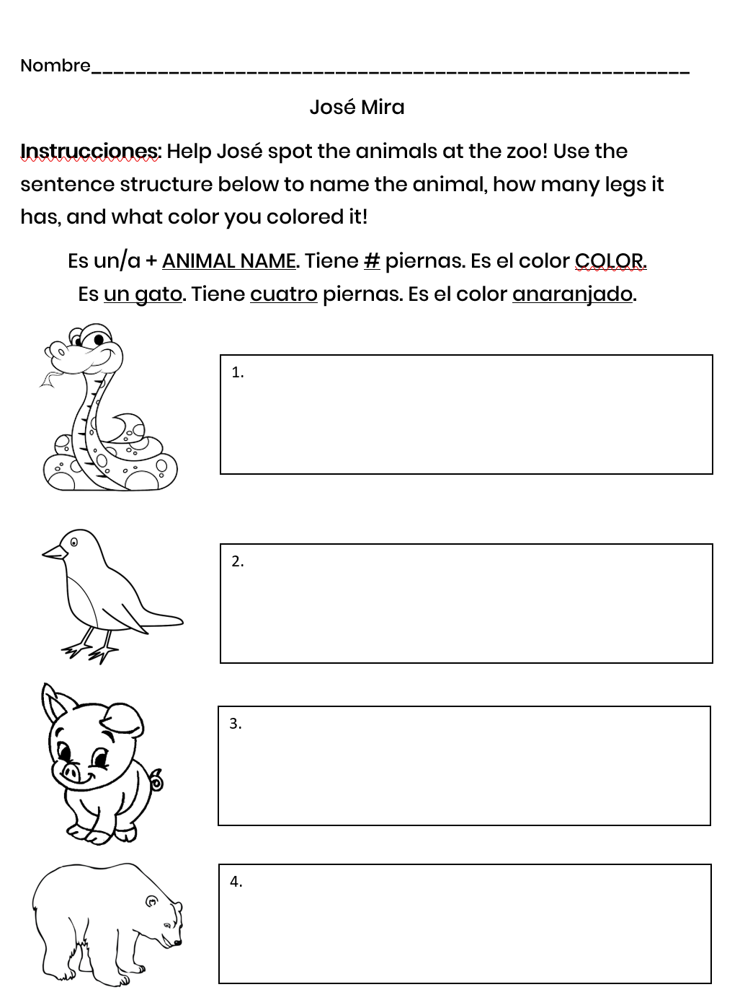 Nombre______________________________________________________
José Mira
Instrucciones: Help José spot the animals at the zoo! Use the
sentence structure below to name the animal, how many legs it
has, and what color you colored it!
Es un/a + ANIMAL NAME. Tiene # piernas. Es el color COLOR.
Es un gato. Tiene cuatro piernas. Es el color anaranjado.
1.
2.
3.
4.